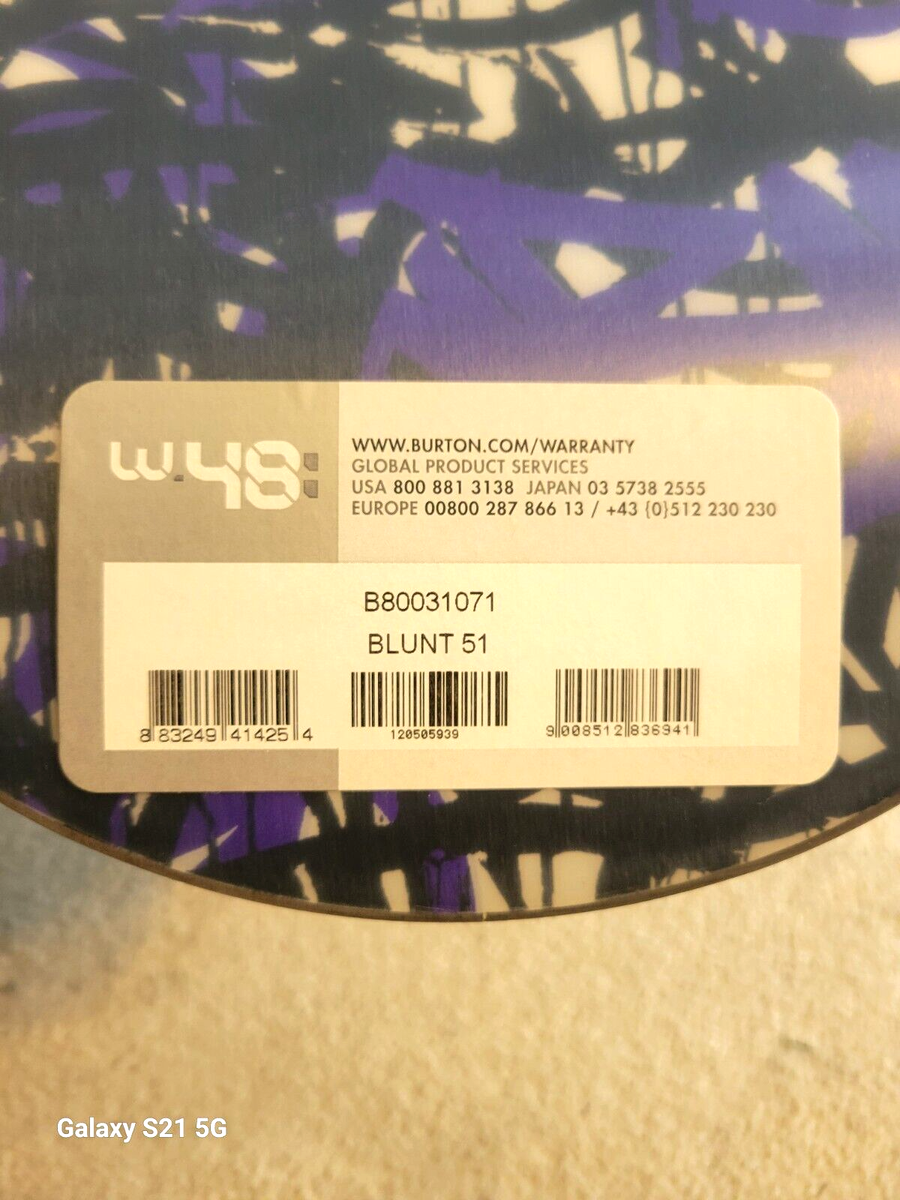 W.48:
WWW.BURTON.COM/WARRANTY
GLOBAL PRODUCT SERVICES
USA 800 881 3138 JAPAN 03 5738 2555
EUROPE 00800 287 866 13 / +43 {0}512 230 230
B80031071
BLUNT 51
8 83249 41425 4
120505939
9 008512 836941
Galaxy S21 5G